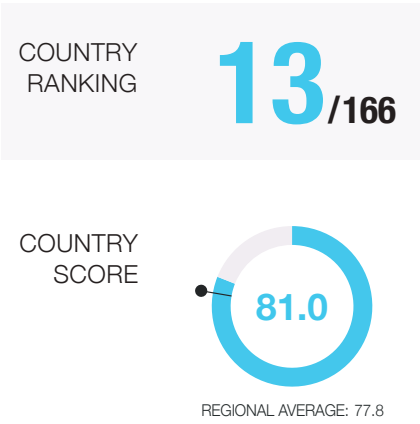 COUNTRY
RANKING
13/166
COUNTRY
SCORE
81.0
REGIONAL AVERAGE: 77.8